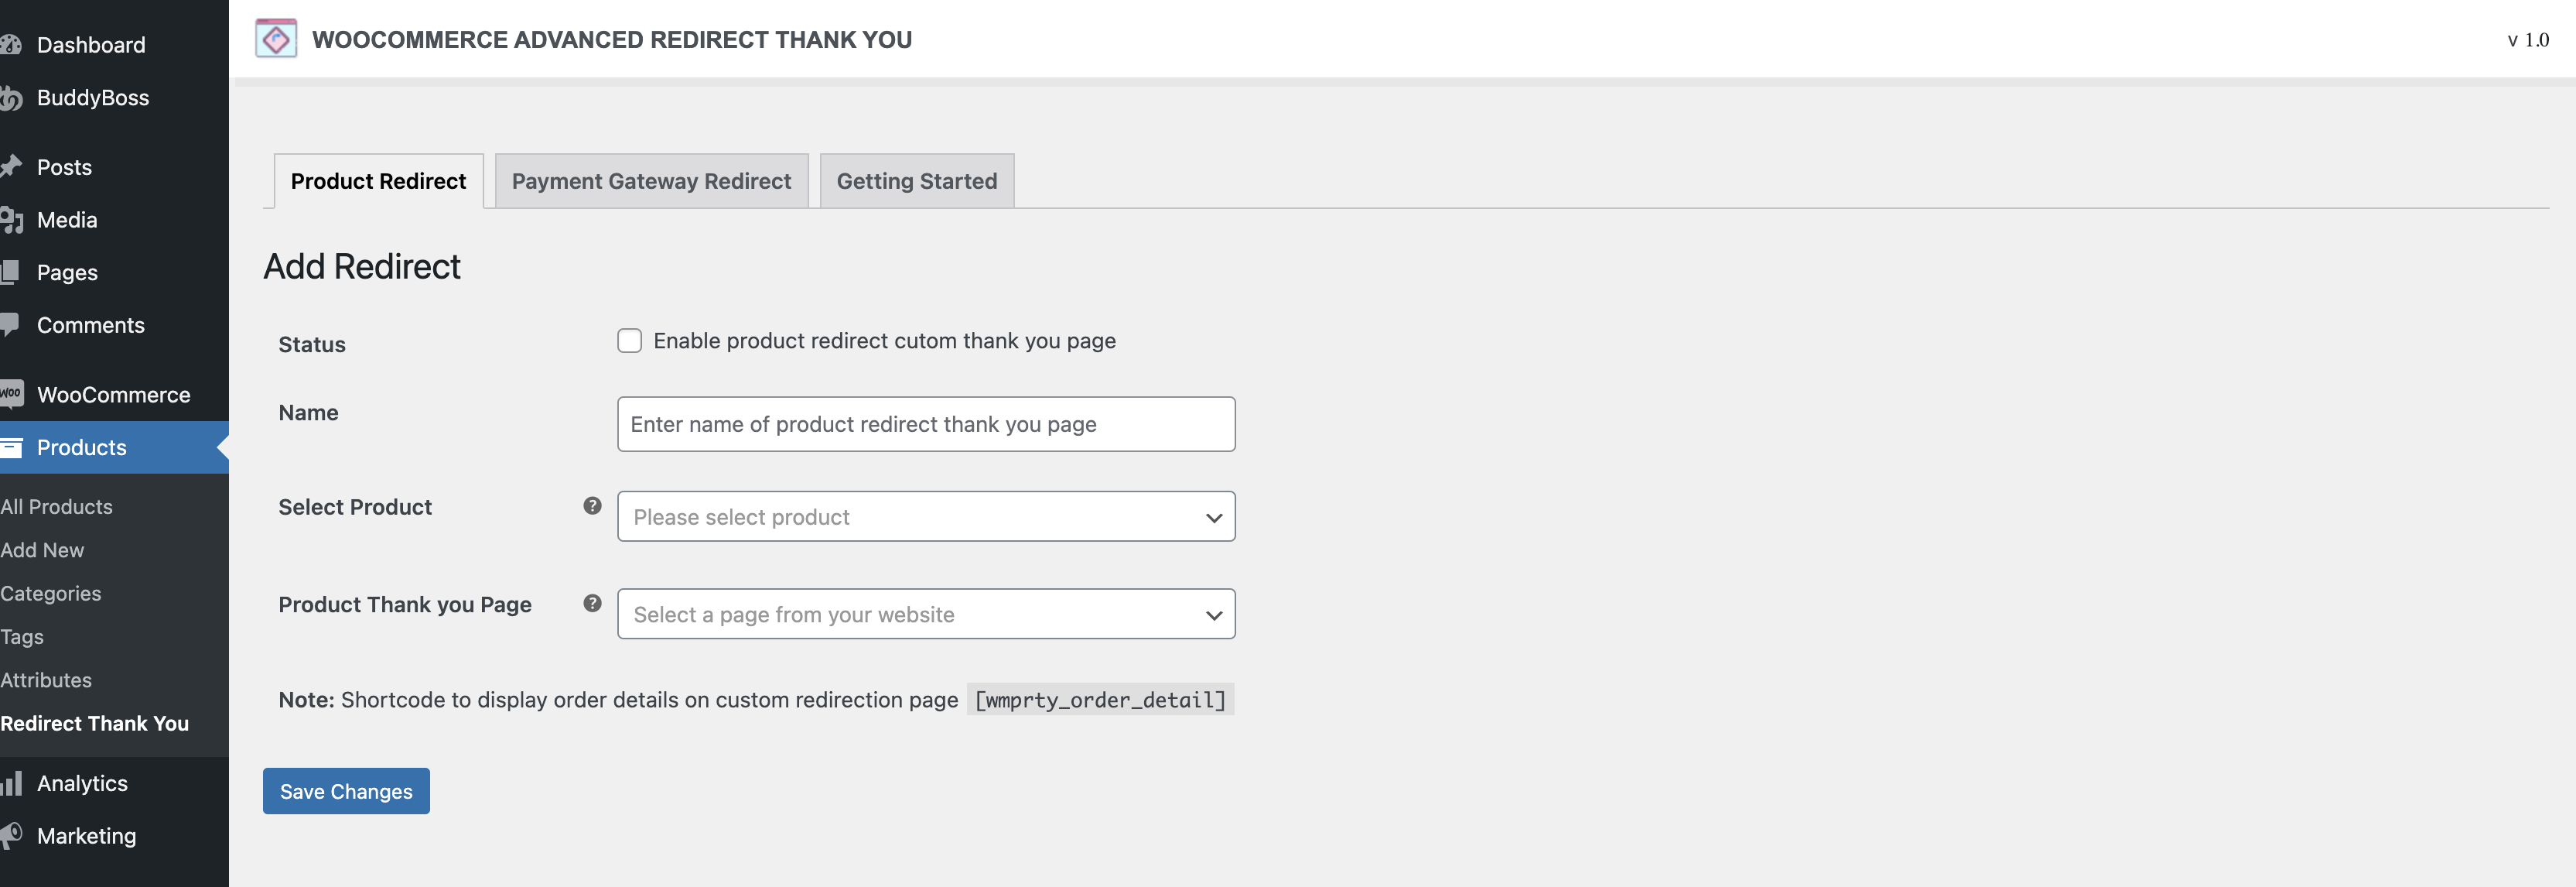 Dashboard
BuddyBoss
Posts
Media
Pages
Comments
WooCommerce
Products
All Products
Add New
Categories
Tags
Attributes
Redirect Thank You
Analytics
Marketing
WOOCOMMERCE ADVANCED REDIRECT THANK YOU
v 1.0
Product Redirect
Payment Gateway Redirect
Getting Started
Add Redirect
Status
Enable product redirect cutom thank you page
Name
Enter name of product redirect thank you page
Select Product
Please select product
Product Thank you Page
Select a page from your website
Note: Shortcode to display order details on custom redirection page [wmprty_order_detail]
Save Changes